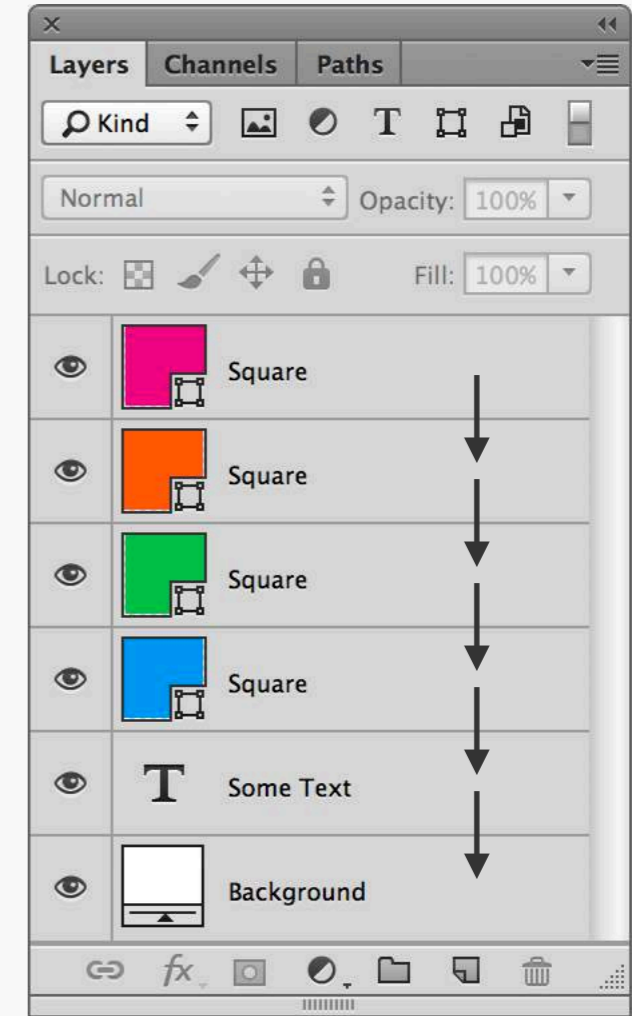 Layers Channels Paths
Kind T
Normal Opacity: 100%
Lock: Fill: 100%
Square
Square
Square
Square
T Some Text
Background
fx